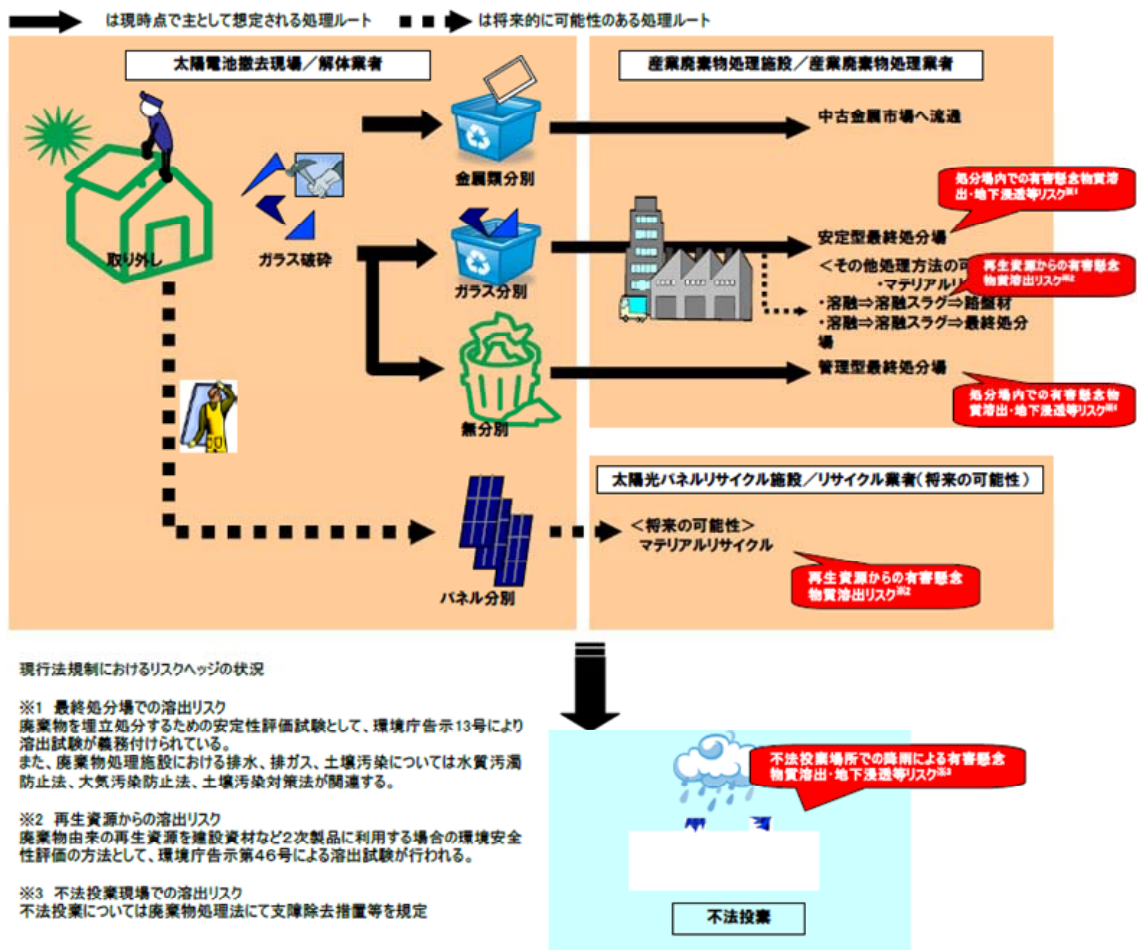 は現時点で主として想定される処理ルート
は将来的に可能性のある処理ルート
太陽電池撤去現場／解体業者
産業廃棄物処理施設／産業廃棄物処理業者
取り外し
ガラス破砕
金属類分別
中古金属市場へ流通
処分場内での有害懸念物質溶
出・地下浸透等リスク※1
ガラス分別
安定型最終処分場
＜その他処理方法の可
・マテリアルリ
再生資源からの有害懸念
物質溶出リスク※2
・溶融⇒溶融スラグ⇒路盤材
・溶融⇒溶融スラグ⇒最終処分
場
無分別
管理型最終処分場
処分場内での有害懸念物
質溶出・地下浸透等リスク
太陽光パネルリサイクル施設／リサイクル業者（将来の可能性）
パネル分別
＜将来の可能性＞
マテリアルリサイクル
再生資源からの有害懸念
物質溶出リスク※2
現行法規制におけるリスクヘッジの状況
※1 最終処分場での溶出リスク
廃棄物を埋立処分するための安定性評価試験として、環境庁告示13号により
溶出試験が義務付けられている。
また、廃棄物処理施設における排水、排ガス、土壌汚染については水質汚濁
防止法、大気汚染防止法、土壌汚染対策法が関連する。
※2 再生資源からの溶出リスク
廃棄物由来の再生資源を建設資材など２次製品に利用する場合の環境安全
性評価の方法として、環境庁告示第４６号による溶出試験が行われる。
※3 不法投棄現場での溶出リスク
不法投棄については廃棄物処理法にて支障除去措置等を規定
不法投棄場所での降雨による有害懸念
物質溶出・地下浸透等リスク※3
不法投棄